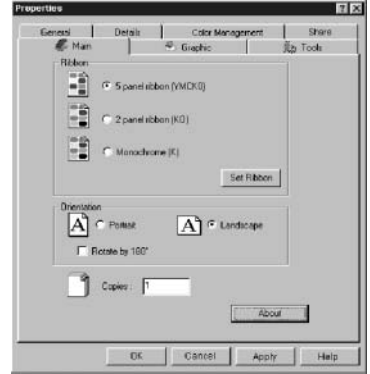 Properties
General Details Color Management Share
Main Graphic Tools
Ribbon
5 panel ribbon (YMCKO)
2 panel ribbon (KO)
Monochrome (K)
Set Ribbon
Orientation
A Portrait A Landscape
Rotate by 180°
Copies : 1
About
OK Cancel Apply Help